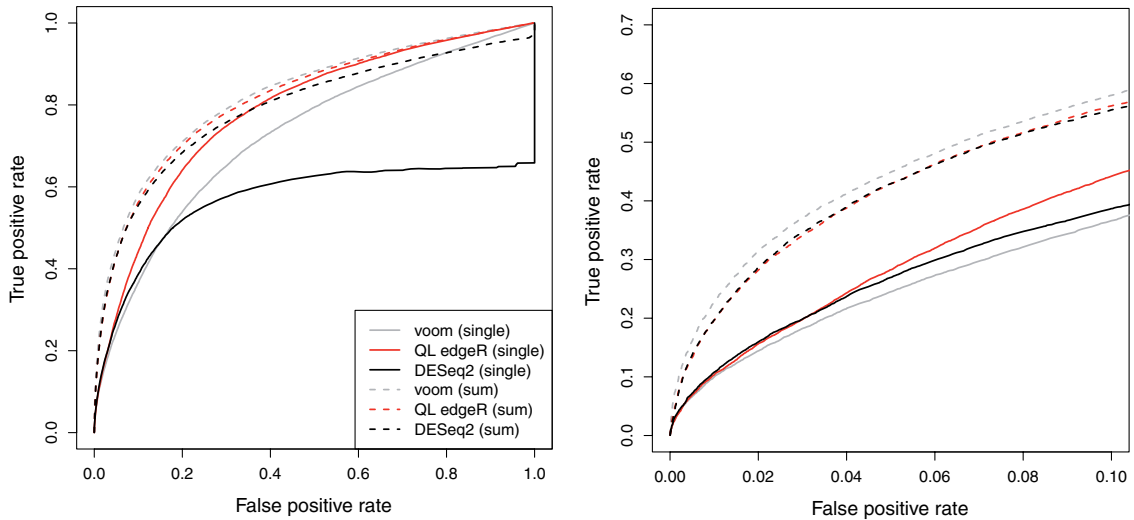 True positive rate
1.0
0.8
0.6
0.4
0.2
0.0
voom (single)
QL edgeR (single)
DESeq2 (single)
voom (sum)
QL edgeR (sum)
DESeq2 (sum)
0.0 0.2 0.4 0.6 0.8 1.0
False positive rate
True positive rate
0.7
0.6
0.5
0.4
0.3
0.2
0.1
0.0
0.00 0.02 0.04 0.06 0.08 0.10
False positive rate